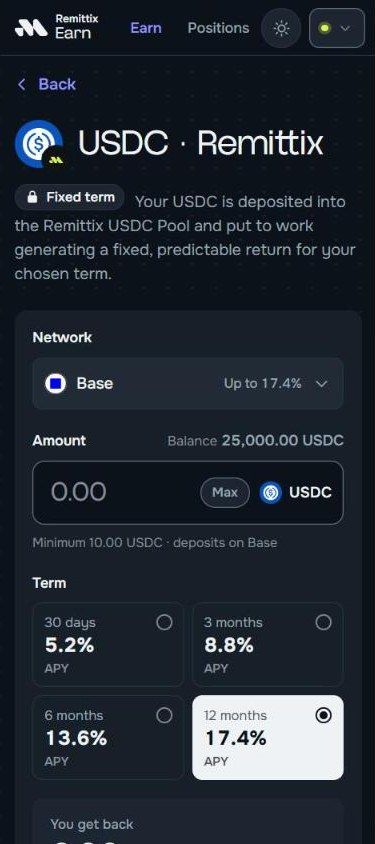 Remittix
Earn
Earn
Positions
Back
USDC · Remittix
Fixed term Your USDC is deposited into
the Remittix USDC Pool and put to work
generating a fixed, predictable return for your
chosen term.
Network
Base Up to 17.4%
Amount Balance 25,000.00 USDC
0.00 Max USDC
Minimum 10.00 USDC · deposits on Base
Term
30 days
5.2%
APY
3 months
8.8%
APY
6 months
13.6%
APY
12 months
17.4%
APY
You get back